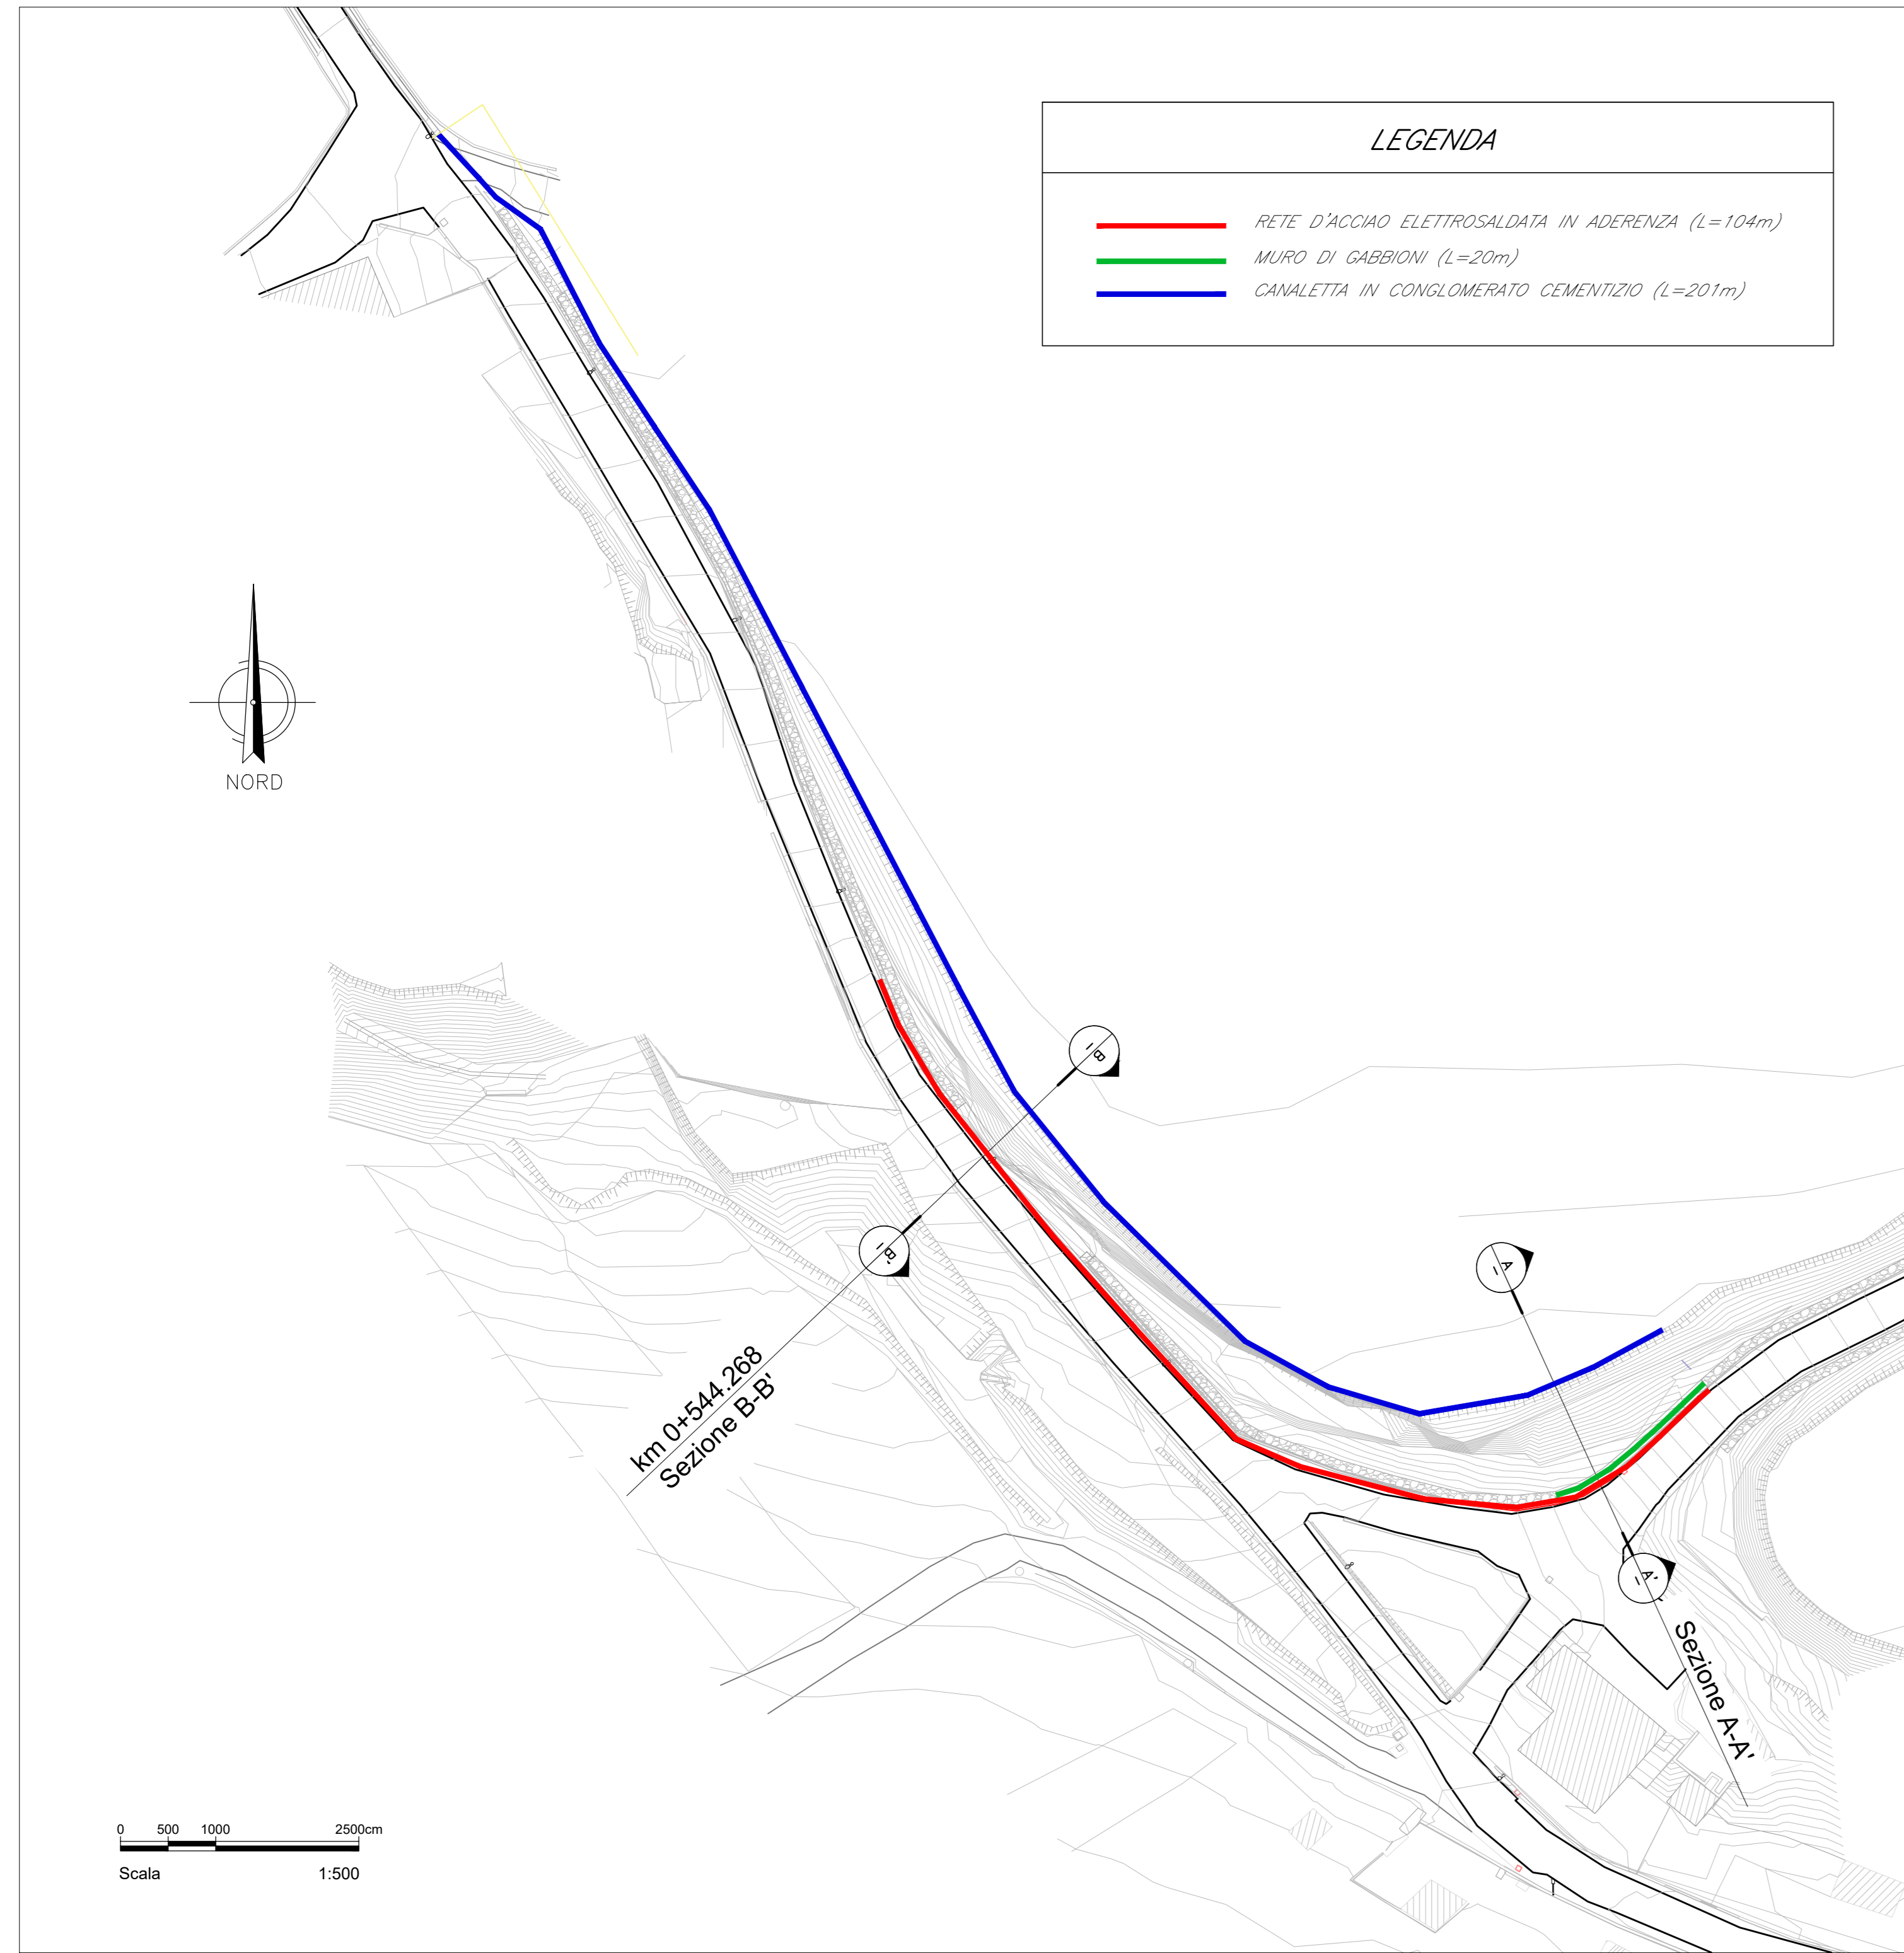 LEGENDA
RETE D'ACCIAO ELETTROSALDATA IN ADERENZA (L=104m)
MURO DI GABBIONI (L=20m)
CANALETTA IN CONGLOMERATO CEMENTIZIO (L=201m)
NORD
B
B'
A
A'
km 0+544.268
Sezione B-B'
Sezione A-A'
0 500 1000 2500cm
Scala 1:500